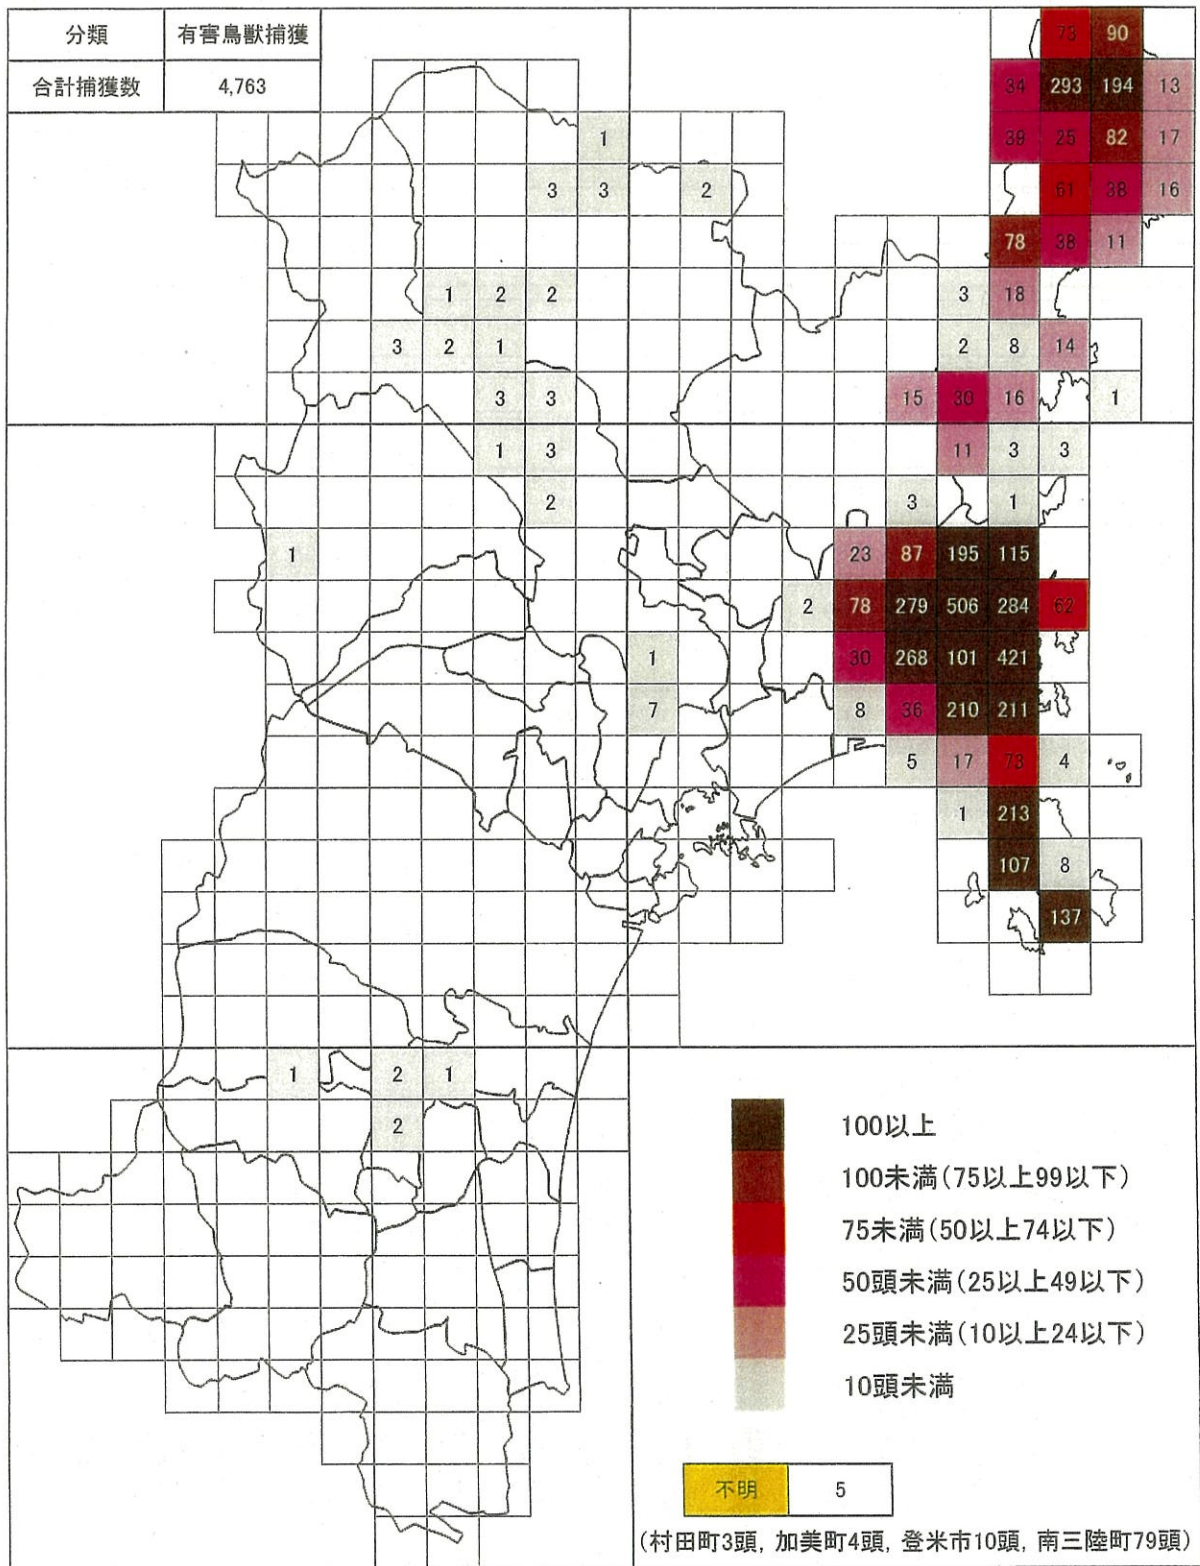 分類 有害鳥獣捕獲
合計捕獲数 4,763
73 90
34 293 194 13
1 39 25 82 17
3 3 2 61 38 16
78 38 11
1 2 2 3 18
3 2 1 2 8 14
3 3 15 30 16 1
1 3 11 3 3
2 3 1
1 23 87 195 115
2 78 279 506 284 62
1 30 268 101 421
7 8 36 210 211
5 17 73 4
1 213
107 8
137
1 2 1
2
100以上
100未満(75以上99以下)
75未満(50以上74以下)
50頭未満(25以上49以下)
25頭未満(10以上24以下)
10頭未満
不明 5
(村田町3頭, 加美町4頭, 登米市10頭, 南三陸町79頭)